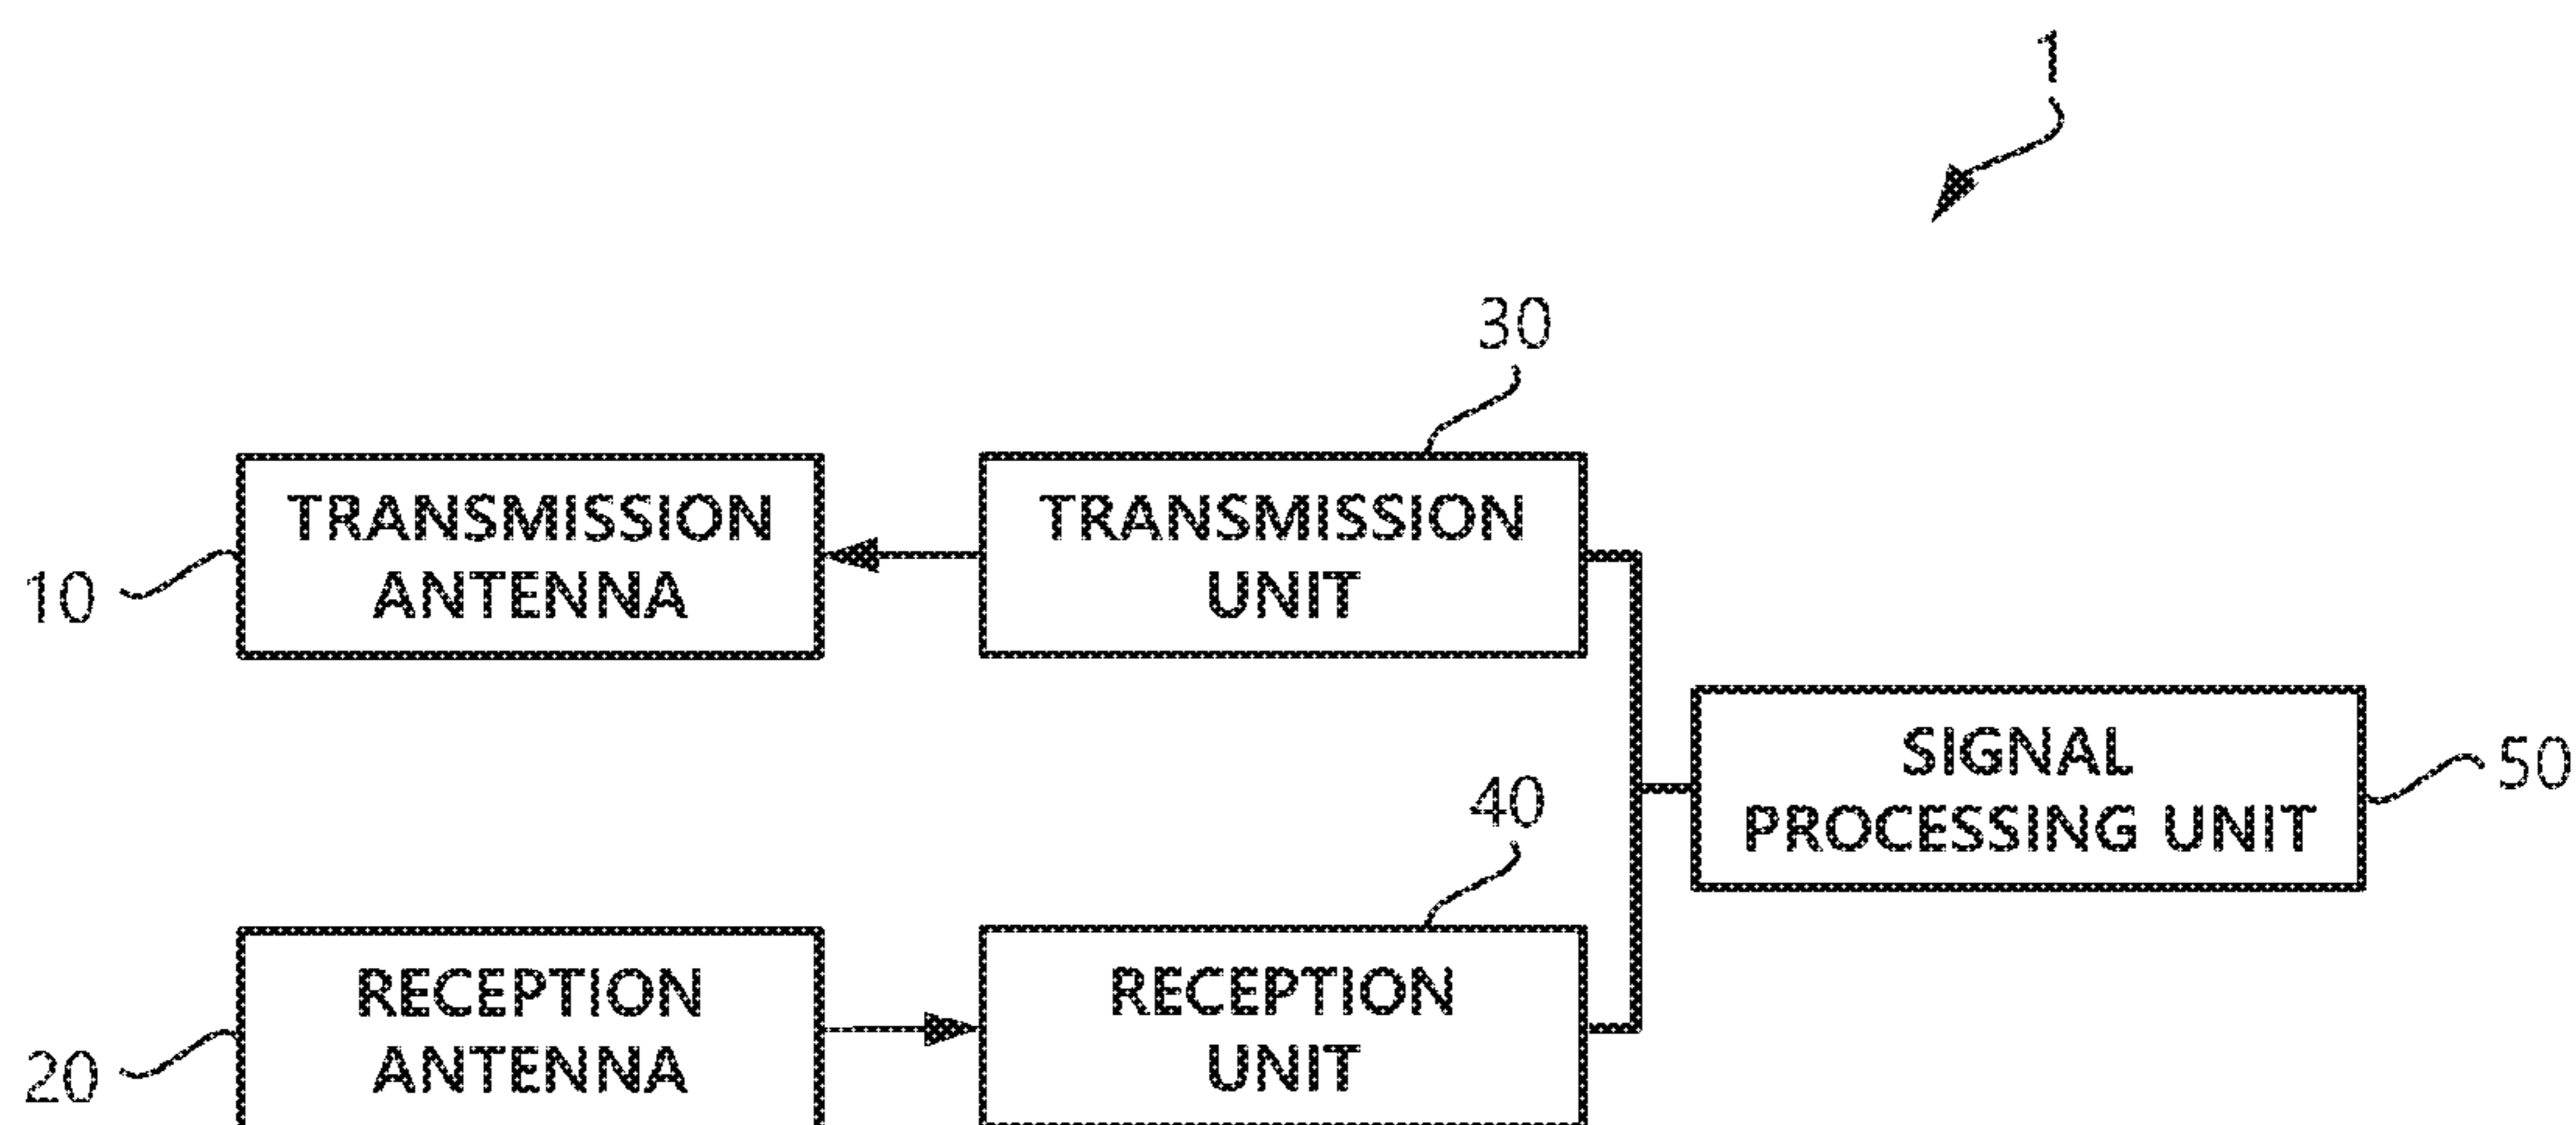 1
30
TRANSMISSION
ANTENNA
TRANSMISSION
UNIT
10
SIGNAL
PROCESSING UNIT
50
40
RECEPTION
ANTENNA
RECEPTION
UNIT
20